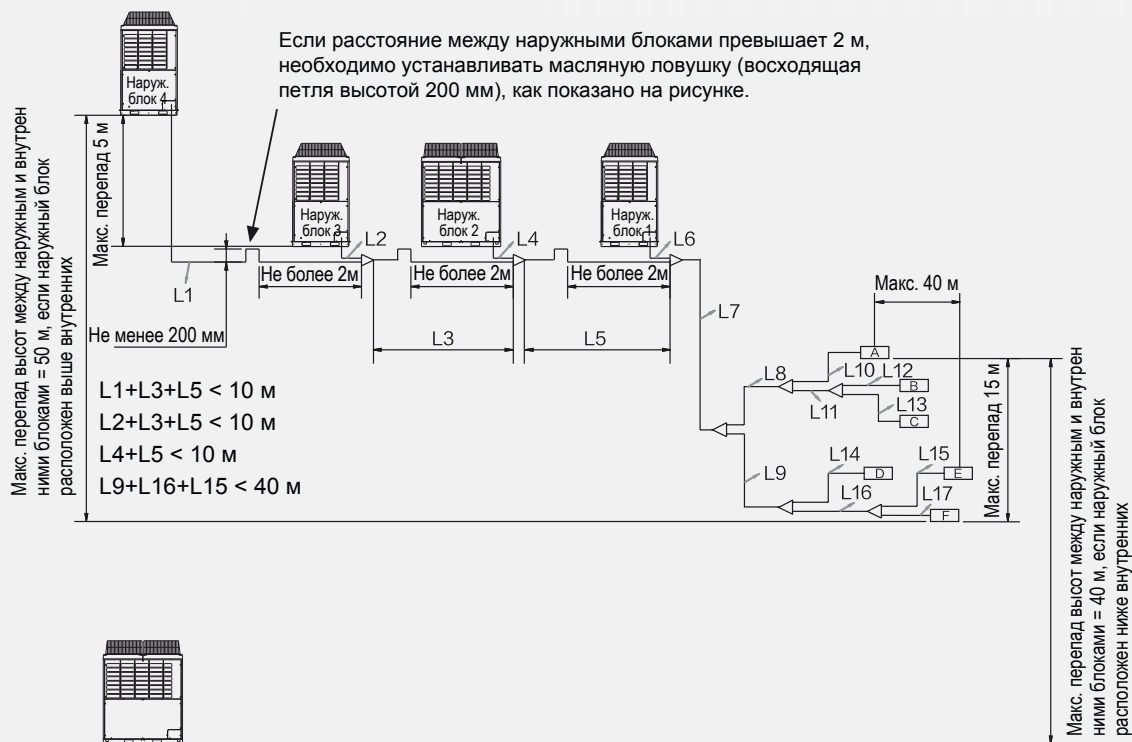 Если расстояние между наружными блоками превышает 2 м,
необходимо устанавливать масляную ловушку (восходящая
петля высотой 200 мм), как показано на рисунке.
Наруж.
блок 4
Макс. перепад высот между наружным и внутрен
ними блоками = 50 м, если наружный блок
расположен выше внутренних
Макс. перепад 5 м
Наруж.
блок 3
Наруж.
блок 2
Наруж.
блок 1
L2
L4
L6
Не более 2м
Не более 2м
Не более 2м
L1
L7
Макс. 40 м
Не менее 200 мм
L3
L5
L1+L3+L5 < 10 м
L2+L3+L5 < 10 м
L4+L5 < 10 м
L9+L16+L15 < 40 м
A
L8
L10
L12
B
L11
L13
C
L14
L15
D
E
L9
L16
L17
F
Макс. перепад 15 м
Макс. перепад высот между наружным и внутрен
ними блоками = 40 м, если наружный блок
расположен ниже внутренних